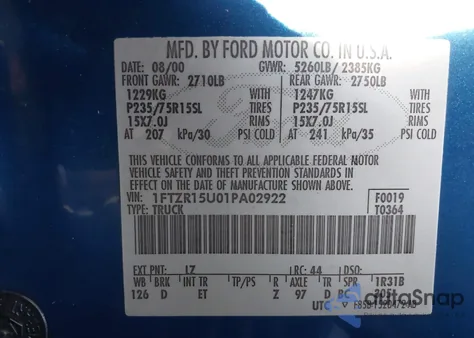 MFD. BY FORD MOTOR CO. IN U.S.A.
DATE: 08/00 GVWR: 5260LB/ 2385KG
FRONT GAWR: 2710LB REAR GAWR: 2750LB
1229KG 1247KG
P235/75R15SL TIRES P235/75R15SL TIRES
15X7.0J RIMS 15X7.0J RIMS
AT 207 kPa/30 PSI COLD AT 241 kPa/35 PSI COLD
THIS VEHICLE CONFORMS TO ALL APPLICABLE FEDERAL MOTOR
VEHICLE SAFETY AND THEFT PREVENTION STANDARDS IN
EFFECT ON THE DATE OF MANUFACTURE SHOWN ABOVE.
VIN: 1FTZR15U01PA02922 F0019
TYPE: TRUCK T0364
EXT PNT: LZ RC: 44 DSO:
WB BRK INT TR TP/PS R AXLE TR SPR 1R31B
126 D ET Z 97 D
UTC
autoSnap